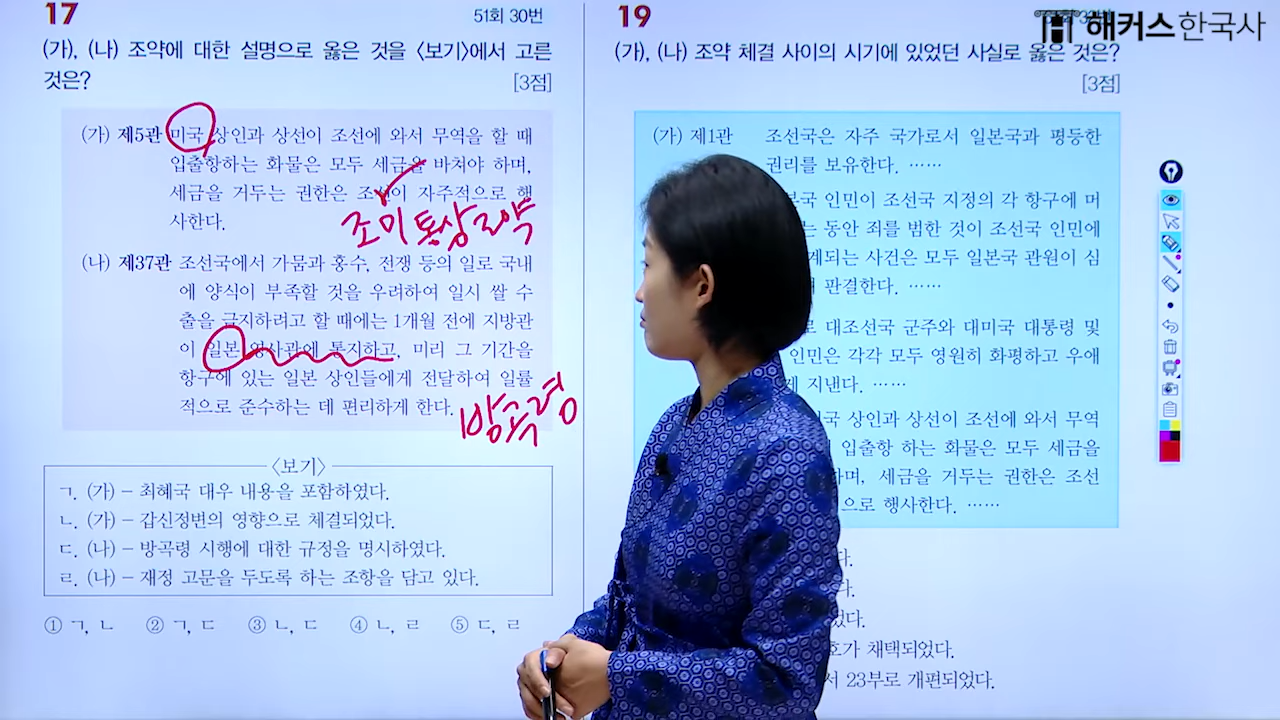 17
51회 30번
(가), (나) 조약에 대한 설명으로 옳은 것을 〈보기〉에서 고른
것은?
[3점]
(가) 제5관 미국 상인과 상선이 조선에 와서 무역을 할 때
입출항하는 화물은 모두 세금을 바쳐야 하며,
세금을 거두는 권한은 조선이 자주적으로 행
사한다.
조미통상조약
(나) 제37관 조선국에서 가뭄과 홍수, 전쟁 등의 일로 국내
에 양식이 부족할 것을 우려하여 일시 쌀 수
출을 금지하려고 할 때에는 1개월 전에 지방관
이 일본 영사관에 통지하고, 미리 그 기간을
항구에 있는 일본 상인들에게 전달하여 일률
적으로 준수하는 데 편리하게 한다.
방곡령
〈보기〉
ㄱ. (가) - 최혜국 대우 내용을 포함하였다.
ㄴ. (가) - 갑신정변의 영향으로 체결되었다.
ㄷ. (나) - 방곡령 시행에 대한 규정을 명시하였다.
ㄹ. (나) - 재정 고문을 두도록 하는 조항을 담고 있다.
① ㄱ, ㄴ ② ㄱ, ㄷ ③ ㄴ, ㄷ ④ ㄴ, ㄹ ⑤ ㄷ, ㄹ
19
해커스한국사
(가), (나) 조약 체결 사이의 시기에 있었던 사실로 옳은 것은?
[3점]
(가) 제1관 조선국은 자주 국가로서 일본국과 평등한
권리를 보유한다. ……
인민이 조선국 지정의 각 항구에 머
동안 죄를 범한 것이 조선국 인민에
계되는 사건은 모두 일본국 관원이 심
판결한다. ……
대조선국 군주와 대미국 대통령 및
인민은 각각 모두 영원히 화평하고 우애
지낸다. ……
상인과 상선이 조선에 와서 무역
입출항 하는 화물은 모두 세금을
하며, 세금을 거두는 권한은 조선
으로 행사한다. ……
다.
다.
었다.
호가 채택되었다.
서 23부로 개편되었다.